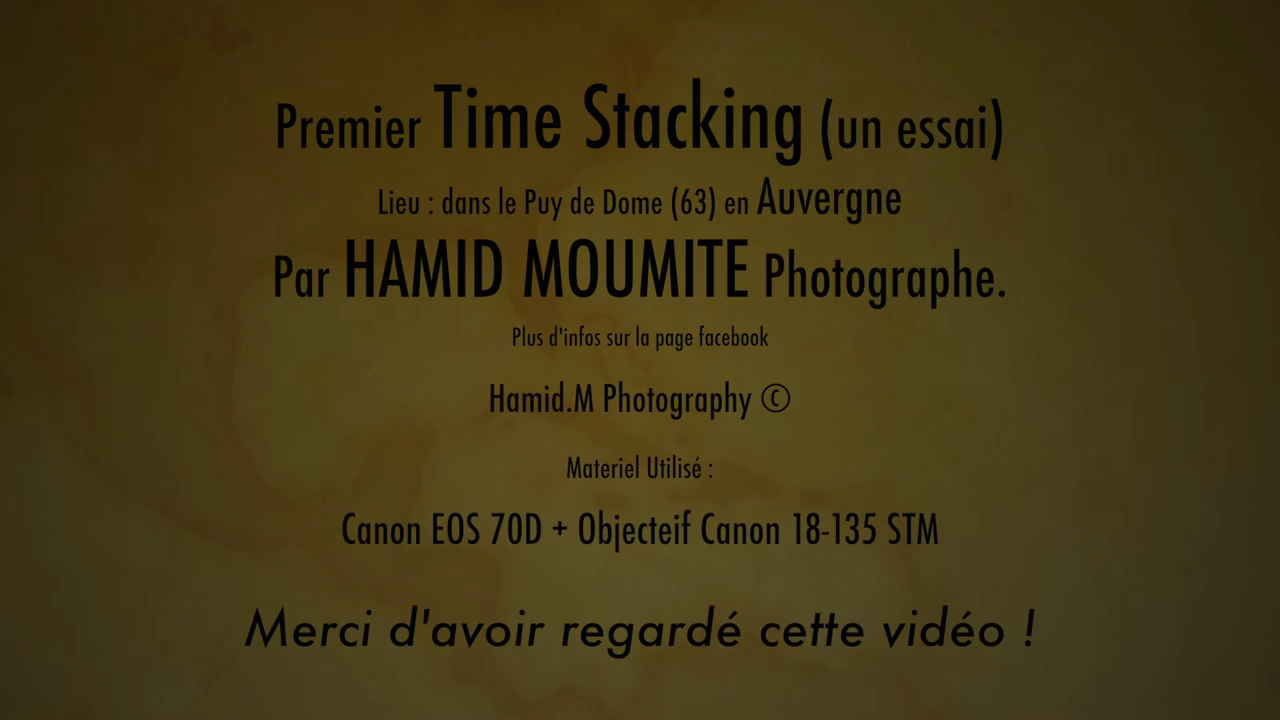 Premier Time Stacking (un essai)
Lieu : dans le Puy de Dome (63) en Auvergne
Par HAMID MOUMITE Photographe.
Plus d'infos sur la page facebook
Hamid.M Photography ©
Materiel Utilisé :
Canon EOS 70D + Objecteif Canon 18-135 STM
Merci d'avoir regardé cette vidéo !